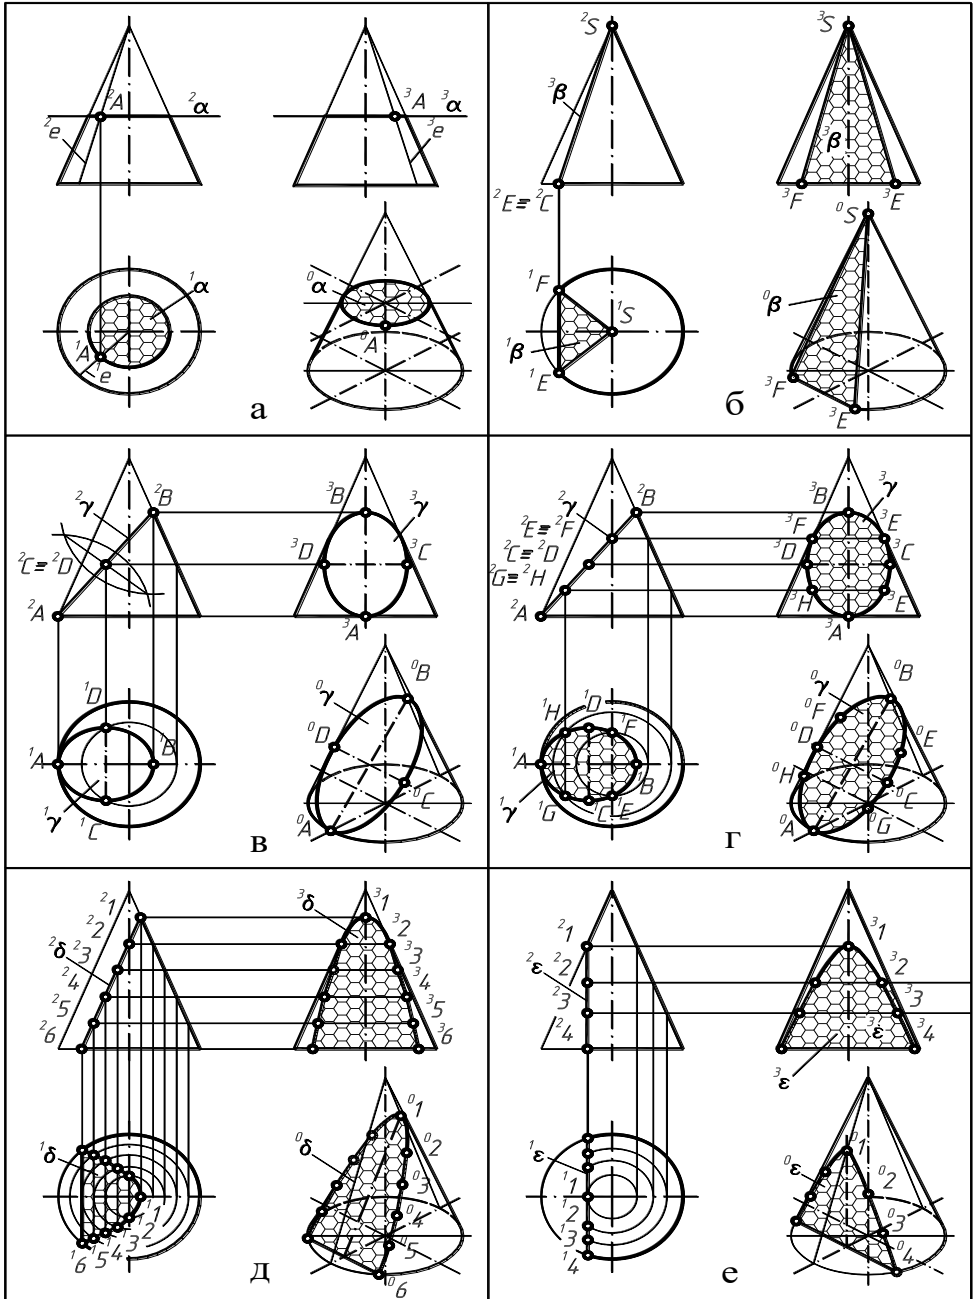 ²A ²α ³A ³α
²e ³e
¹α ⁰α
¹A ¹e ⁰A
а
²S ³S
³β ³β
²E≡²C ³F ³E
⁰S
¹F ¹S ⁰β
¹β
¹E ³F ³E
б
²γ ²B ³B ³γ
²C≡²D ³D ³C
²A ³A
¹D ⁰γ ⁰B
¹A ¹B ⁰D
¹γ ¹C ⁰A ⁰C
в
²γ ²B ³B ³γ
²E≡²F ³F ³E
²C≡²D ³D ³C
²G≡²H ³H ³E
²A ³A
⁰γ ⁰B
¹H ¹D ¹F ⁰F ⁰E
¹A ¹B ⁰D
⁰H ⁰C
¹γ ¹G ¹C ¹E ⁰A ⁰G
г
²1 ³δ ³1
²2 ³2
²δ ²3 ³3
²4 ³4
²5 ³5
²6 ³6
¹δ ⁰δ ⁰1
⁰2
¹1 ⁰3
¹2 ⁰4
¹6 ¹5 ¹4 ¹3 ⁰5
⁰6
д
²1 ³1
²ε ²2 ³2
²3 ³3
²4 ³ε ³4
³ε
¹ε ⁰ε ⁰1
¹1 ⁰2
¹2 ⁰3
¹3 ⁰4
¹4
е